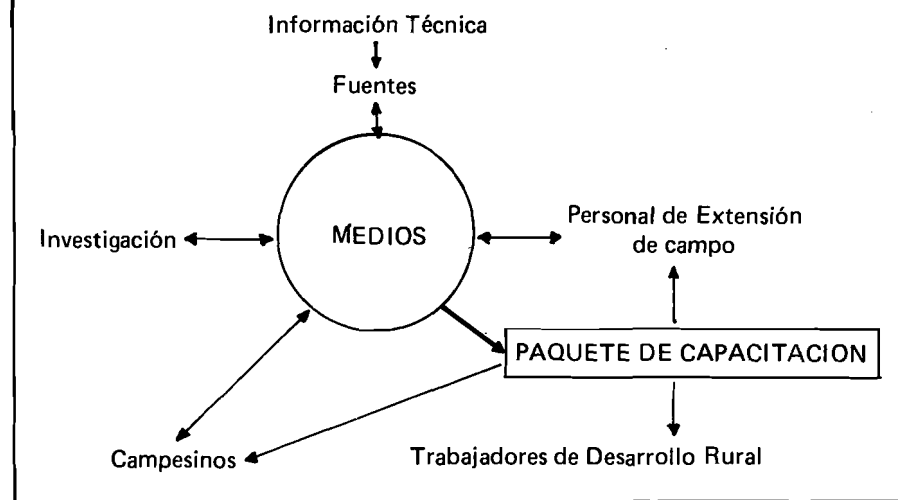 Información Técnica
Fuentes
MEDIOS
Investigación
Personal de Extensión
de campo
PAQUETE DE CAPACITACION
Campesinos
Trabajadores de Desarrollo Rural